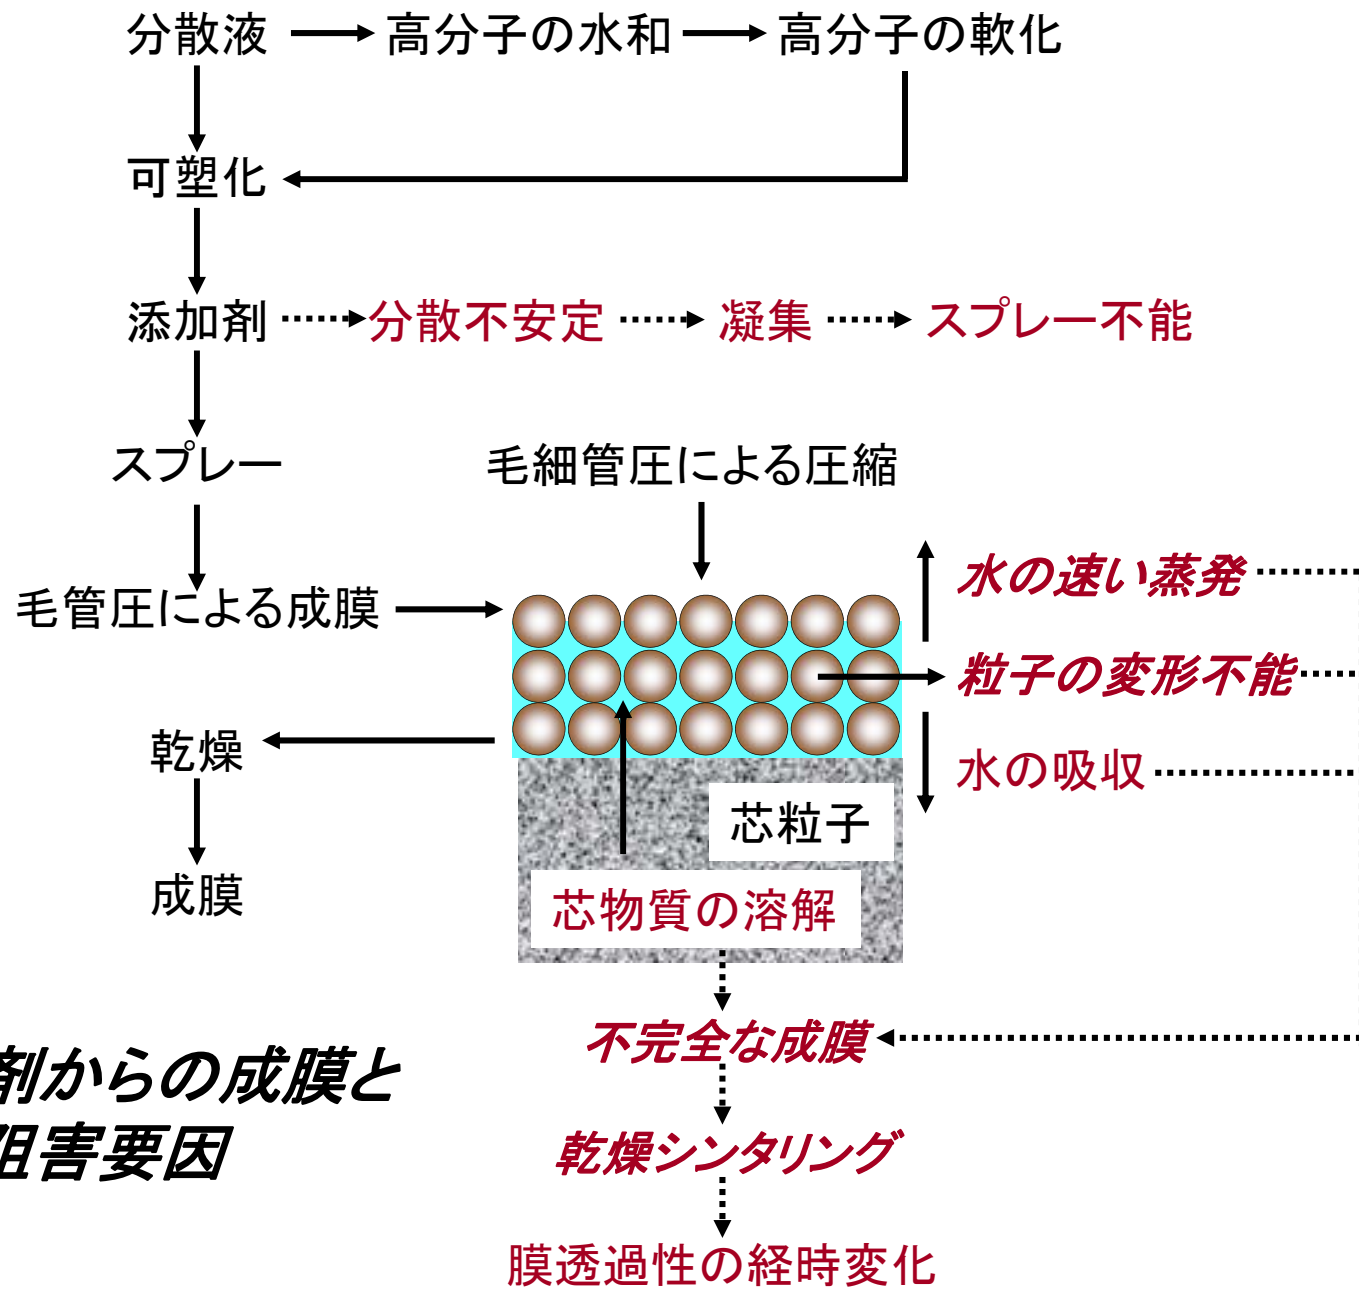 分散液 高分子の水和 高分子の軟化
可塑化
添加剤 分散不安定 凝集 スプレー不能
スプレー
毛細管圧による圧縮
毛管圧による成膜
水の速い蒸発
粒子の変形不能
水の吸収
乾燥
成膜
芯粒子
芯物質の溶解
不完全な成膜
乾燥シンタリング
膜透過性の経時変化
剤からの成膜と
阻害要因